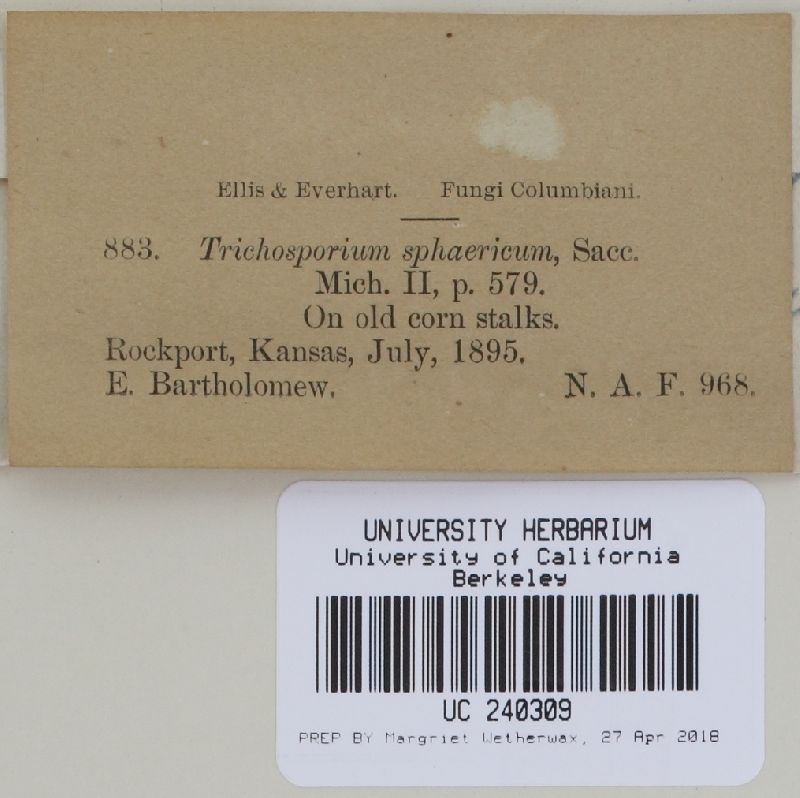 Ellis & Everhart. Fungi Columbiani.
883. Trichosporium sphaericum, Sacc.
Mich. II, p. 579.
On old corn stalks.
Rockport, Kansas, July, 1895.
E. Bartholomew. N. A. F. 968.
UNIVERSITY HERBARIUM
University of California
Berkeley
UC 240309
PREP BY Margriet Wetherwax, 27 Apr 2018